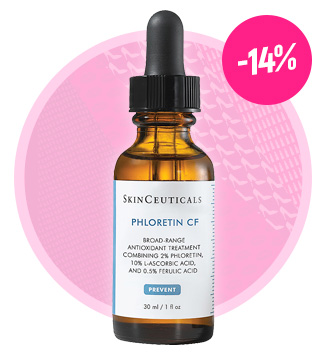 -14%
SKINCEUTICALS
PHLORETIN CF
BROAD-RANGE
ANTIOXIDANT TREATMENT
COMBINING 2% PHLORETIN,
10% L-ASCORBIC ACID,
AND 0.5% FERULIC ACID
PREVENT
30 ml / 1 fl oz